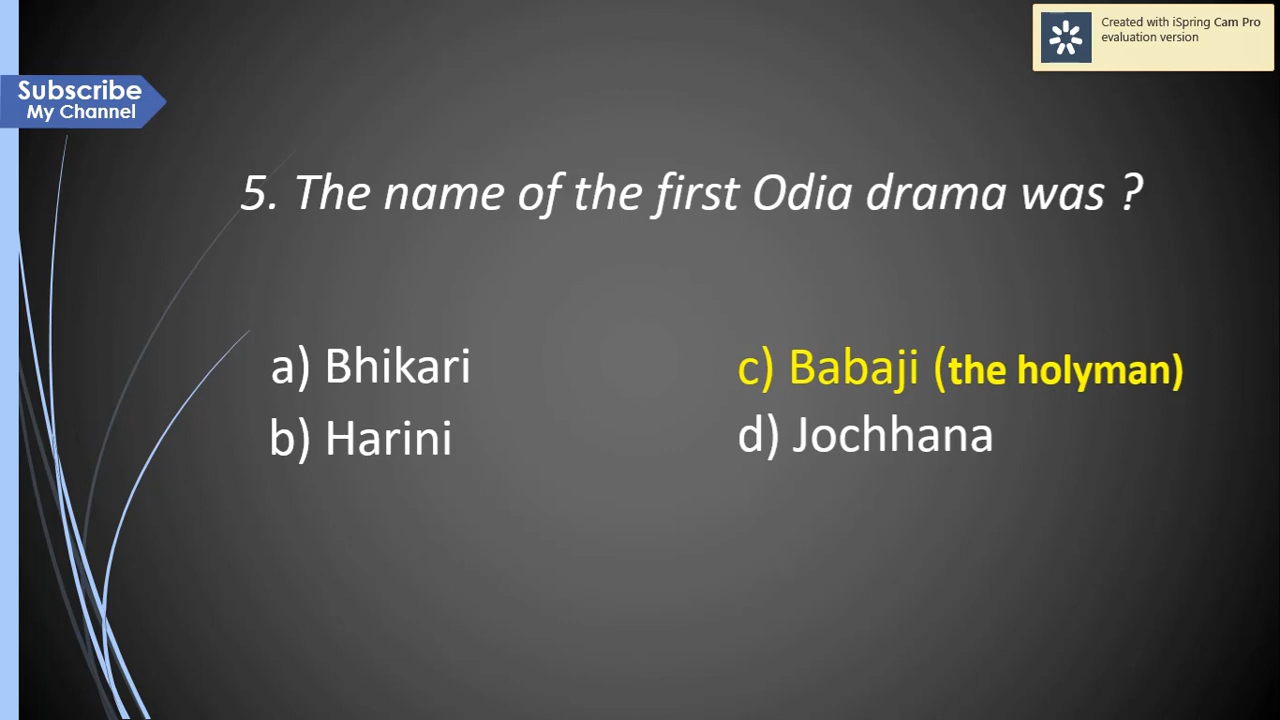 Created with iSpring Cam Pro
evaluation version
Subscribe
My Channel
5. The name of the first Odia drama was ?
a) Bhikari
b) Harini
c) Babaji (the holyman)
d) Jochhana